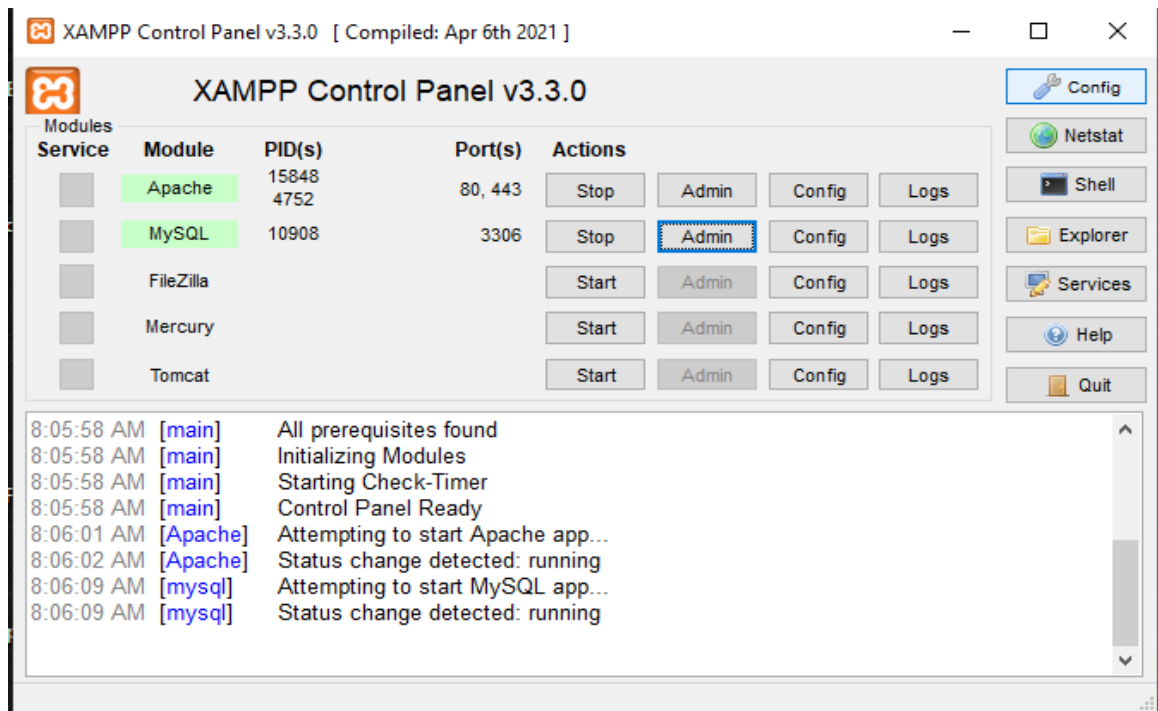 XAMPP Control Panel v3.3.0 [ Compiled: Apr 6th 2021 ]
XAMPP Control Panel v3.3.0
Config
Modules
Service Module PID(s) Port(s) Actions
Netstat
Apache 15848 4752 80, 443 Stop Admin Config Logs
Shell
MySQL 10908 3306 Stop Admin Config Logs
Explorer
FileZilla Start Admin Config Logs
Services
Mercury Start Admin Config Logs
Help
Tomcat Start Admin Config Logs
Quit
8:05:58 AM [main] All prerequisites found
8:05:58 AM [main] Initializing Modules
8:05:58 AM [main] Starting Check-Timer
8:05:58 AM [main] Control Panel Ready
8:06:01 AM [Apache] Attempting to start Apache app...
8:06:02 AM [Apache] Status change detected: running
8:06:09 AM [mysql] Attempting to start MySQL app...
8:06:09 AM [mysql] Status change detected: running